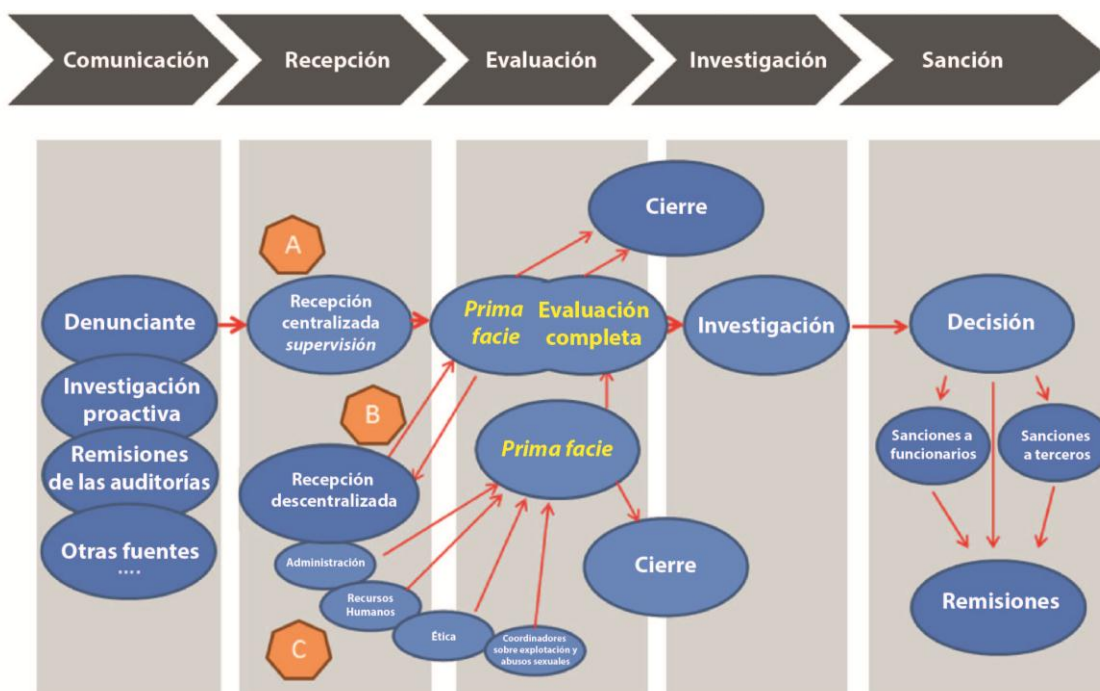 Comunicación
Recepción
Evaluación
Investigación
Sanción
Denunciante
Investigación
proactiva
Remisiones
de las auditorías
Otras fuentes
....
A
Recepción
centralizada
supervisión
B
Recepción
descentralizada
Administración
Recursos
Humanos
Ética
Coordinadores
sobre explotación y
abusos sexuales
C
Cierre
Prima
facie
Evaluación
completa
Prima facie
Cierre
Investigación
Decisión
Sanciones a
funcionarios
Sanciones
a terceros
Remisiones